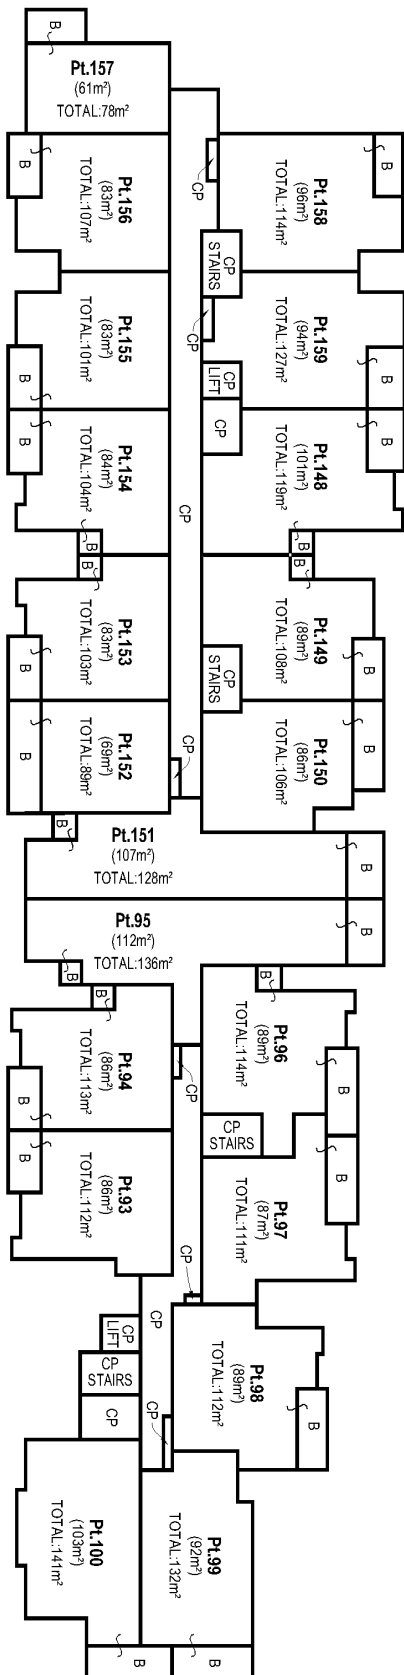 B
Pt.157
(61m²)
TOTAL:78m²
B
Pt.156
(83m²)
TOTAL:107m²
CP
Pt.158
(96m²)
TOTAL:114m²
B
CP
STAIRS
Pt.155
(83m²)
TOTAL:101m²
B
CP
Pt.159
(94m²)
TOTAL:127m²
B
CP
LIFT
CP
B
Pt.154
(84m²)
TOTAL:104m²
B
CP
Pt.148
(101m²)
TOTAL:119m²
B
B
B
Pt.153
(83m²)
TOTAL:103m²
B
B
Pt.149
(89m²)
TOTAL:108m²
B
CP
STAIRS
B
Pt.152
(69m²)
TOTAL:89m²
CP
Pt.150
(86m²)
TOTAL:106m²
B
B
Pt.151
(107m²)
TOTAL:128m²
B
Pt.95
(112m²)
TOTAL:136m²
B
B
B
Pt.94
(86m²)
TOTAL:113m²
B
CP
B
Pt.96
(89m²)
TOTAL:114m²
B
CP
STAIRS
B
Pt.93
(86m²)
TOTAL:112m²
CP
Pt.97
(87m²)
TOTAL:111m²
B
CP
CP
LIFT
CP
STAIRS
CP
Pt.98
(89m²)
TOTAL:112m²
B
CP
Pt.100
(103m²)
TOTAL:141m²
B
Pt.99
(92m²)
TOTAL:132m²
B